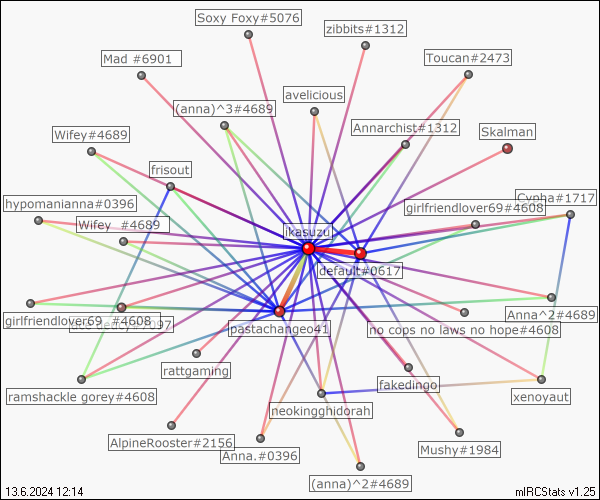 Soxy Foxy#5076
zibbits#1312
Mad #6901
Toucan#2473
avelicious
(anna)^3#4689
Annarchist#1312
Wifey#4689
Skalman
frisout
Cypha#1717
hypomanianna#0396
girlfriendlover69#4608
Wifey #4689
ikasuzu
default#0617
Anna^2#4689
girlfriendlover69 #4608
pastachangeo41
no cops no laws no hope#4608
rattgaming
fakedingo
ramshackle gorey#4608
xenoyaut
neokingghidorah
AlpineRooster#2156
Mushy#1984
Anna.#0396
(anna)^2#4689
13.6.2024 12:14
mIRCStats v1.25